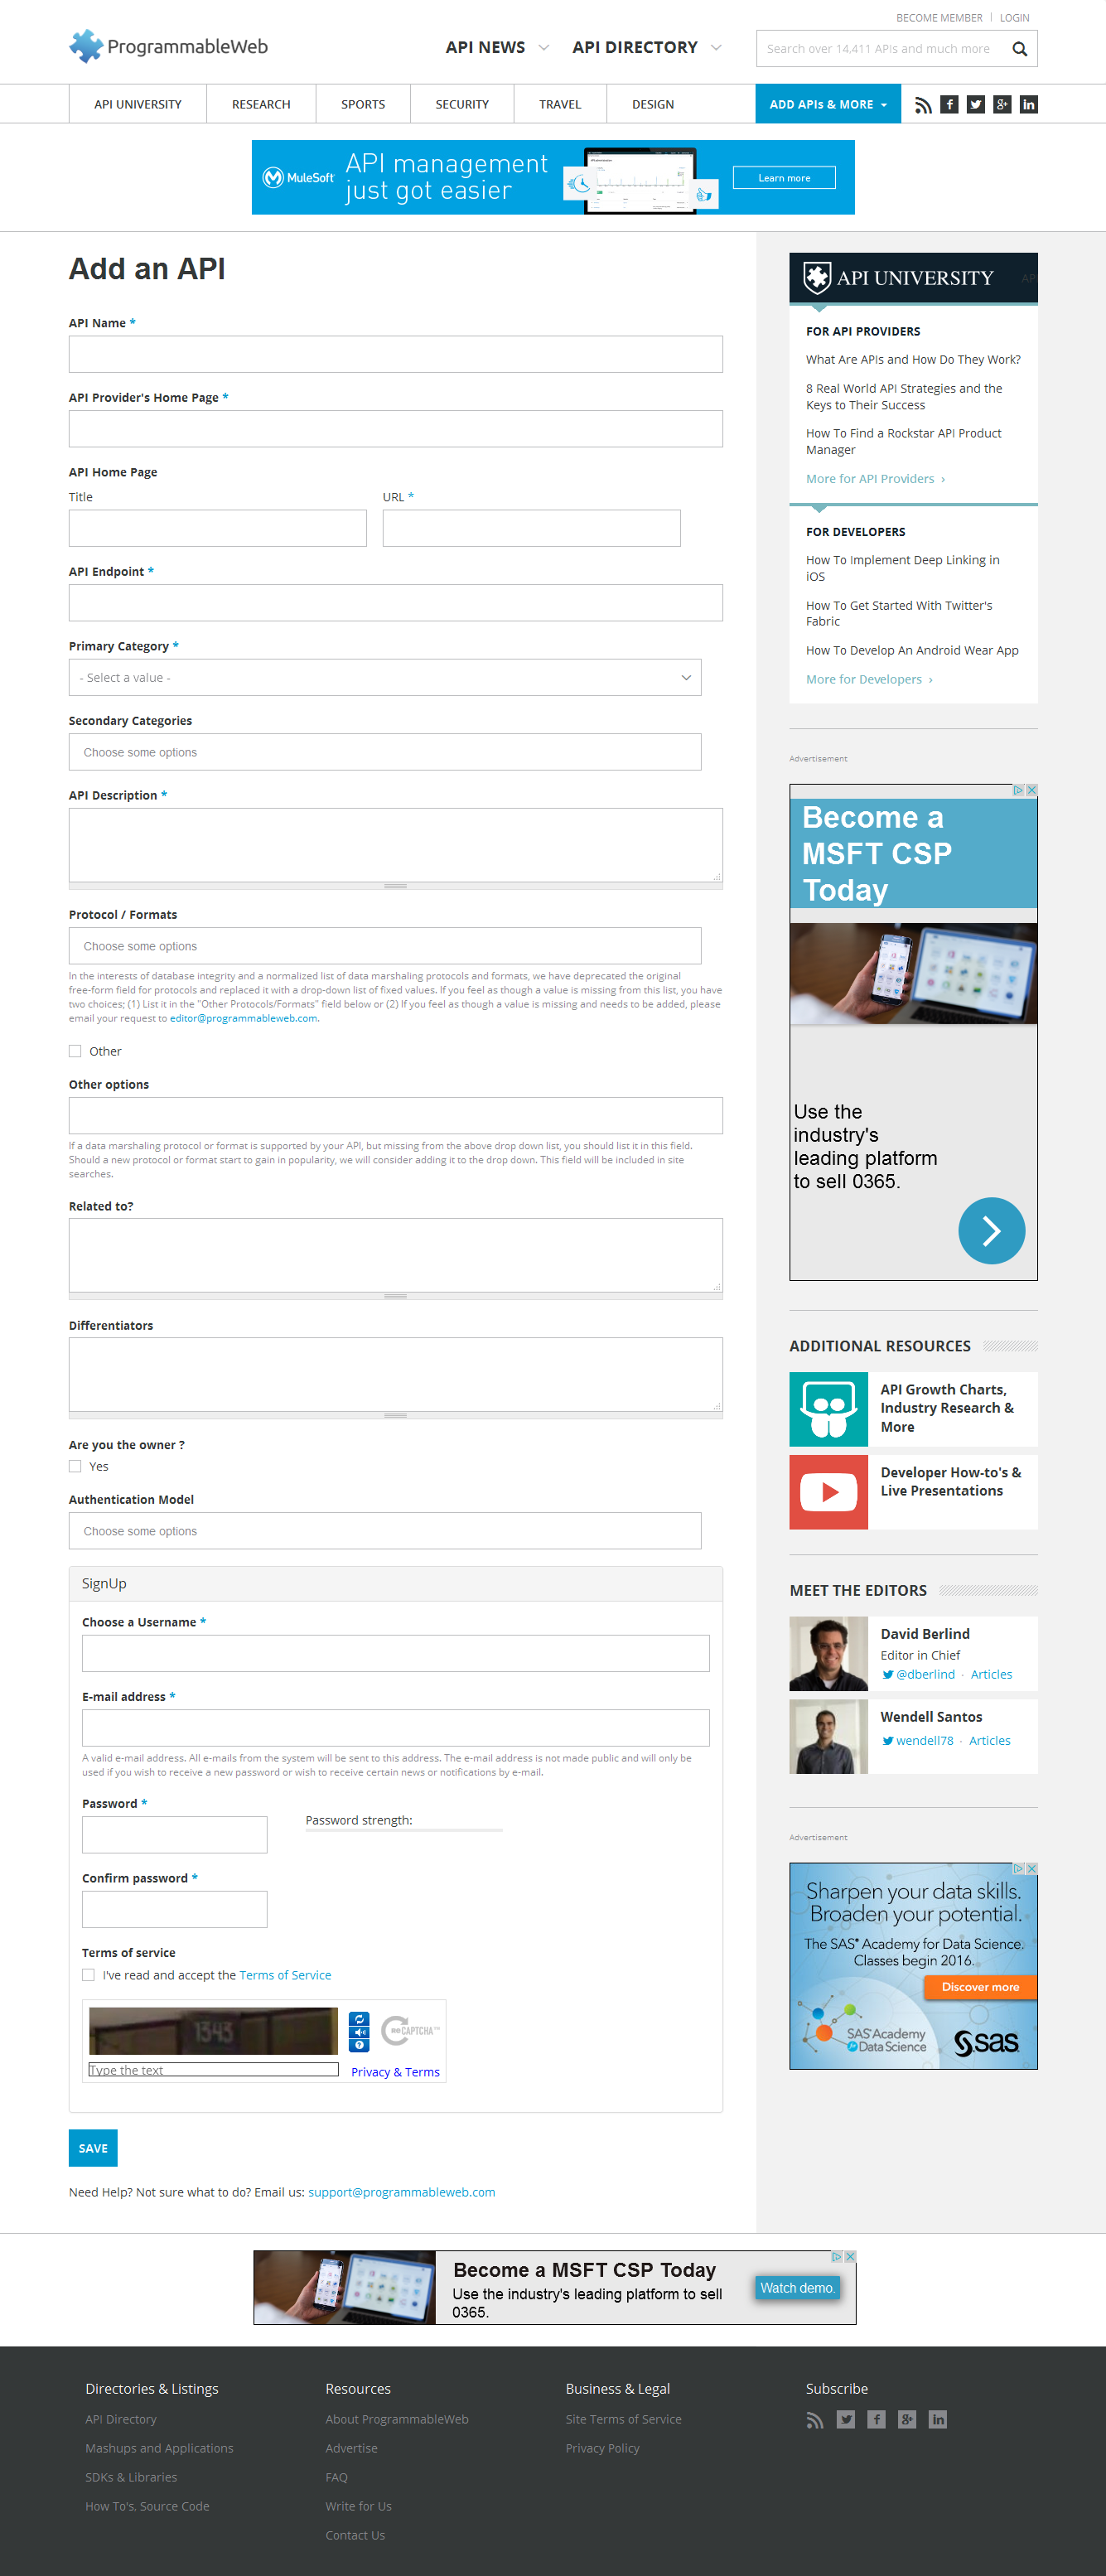 BECOME MEMBER | LOGIN
ProgrammableWeb
API NEWS
API DIRECTORY
Search over 14,411 APIs and much more
API UNIVERSITY
RESEARCH
SPORTS
SECURITY
TRAVEL
DESIGN
ADD APIs & MORE
MuleSoft
API management
just got easier
Learn more
Add an API
API Name *
API Provider's Home Page *
API Home Page
Title
URL *
API Endpoint *
Primary Category *
- Select a value -
Secondary Categories
Choose some options
API Description *
Protocol / Formats
Choose some options
In the interests of database integrity and a normalized list of data marshaling protocols and formats, we have deprecated the original
free-form field for protocols and replaced it with a drop-down list of fixed values. If you feel as though a value is missing from this list, you have
two choices; (1) List it in the "Other Protocols/Formats" field below or (2) If you feel as though a value is missing and needs to be added, please
email your request to editor@programmableweb.com.
Other
Other options
If a data marshaling protocol or format is supported by your API, but missing from the above drop down list, you should list it in this field.
Should a new protocol or format start to gain in popularity, we will consider adding it to the drop down. This field will be included in site
searches.
Related to?
Differentiators
Are you the owner ?
Yes
Authentication Model
Choose some options
SignUp
Choose a Username *
E-mail address *
A valid e-mail address. All e-mails from the system will be sent to this address. The e-mail address is not made public and will only be
used if you wish to receive a new password or wish to receive certain news or notifications by e-mail.
Password *
Password strength:
Confirm password *
Terms of service
I've read and accept the Terms of Service
1343
reCAPTCHA™
Type the text
Privacy & Terms
SAVE
Need Help? Not sure what to do? Email us: support@programmableweb.com
API UNIVERSITY
AP
FOR API PROVIDERS
What Are APIs and How Do They Work?
8 Real World API Strategies and the
Keys to Their Success
How To Find a Rockstar API Product
Manager
More for API Providers ›
FOR DEVELOPERS
How To Implement Deep Linking in
iOS
How To Get Started With Twitter's
Fabric
How To Develop An Android Wear App
More for Developers ›
Advertisement
Become a
MSFT CSP
Today
Use the
industry's
leading platform
to sell 0365.
ADDITIONAL RESOURCES
API Growth Charts,
Industry Research &
More
Developer How-to's &
Live Presentations
MEET THE EDITORS
David Berlind
Editor in Chief
@dberlind · Articles
Wendell Santos
wendell78 · Articles
Advertisement
Sharpen your data skills.
Broaden your potential.
The SAS® Academy for Data Science.
Classes begin 2016.
Discover more
SAS® Academy
for Data Science
sas
Become a MSFT CSP Today
Use the industry's leading platform to sell
0365.
Watch demo.
Directories & Listings
API Directory
Mashups and Applications
SDKs & Libraries
How To's, Source Code
Resources
About ProgrammableWeb
Advertise
FAQ
Write for Us
Contact Us
Business & Legal
Site Terms of Service
Privacy Policy
Subscribe